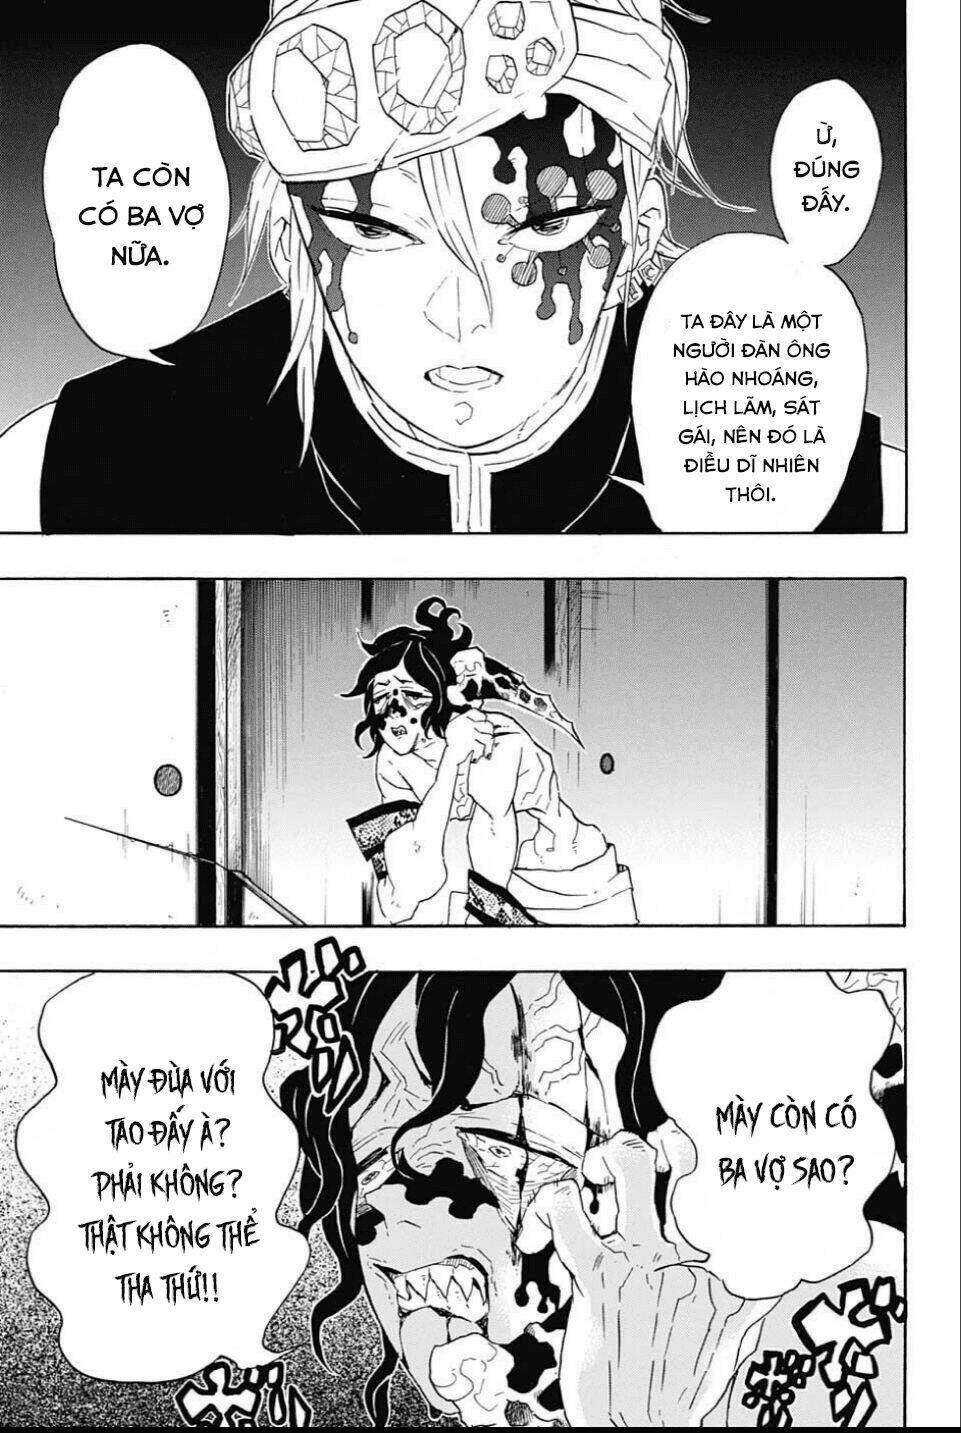 Ừ,
ĐÚNG
ĐẤY.
TA ĐÂY LÀ MỘT
NGƯỜI ĐÀN ÔNG
HÀO NHOÁNG,
LỊCH LÃM, SÁT
GÁI, NÊN ĐÓ LÀ
ĐIỀU DĨ NHIÊN
THÔI.
TA CÒN
CÓ BA VỢ
NỮA.
MÀY CÒN CÓ
BA VỢ SAO?
MÀY ĐÙA VỚI
TAO ĐẤY À?
PHẢI KHÔNG?
THẬT KHÔNG THỂ
THA THỨ!!